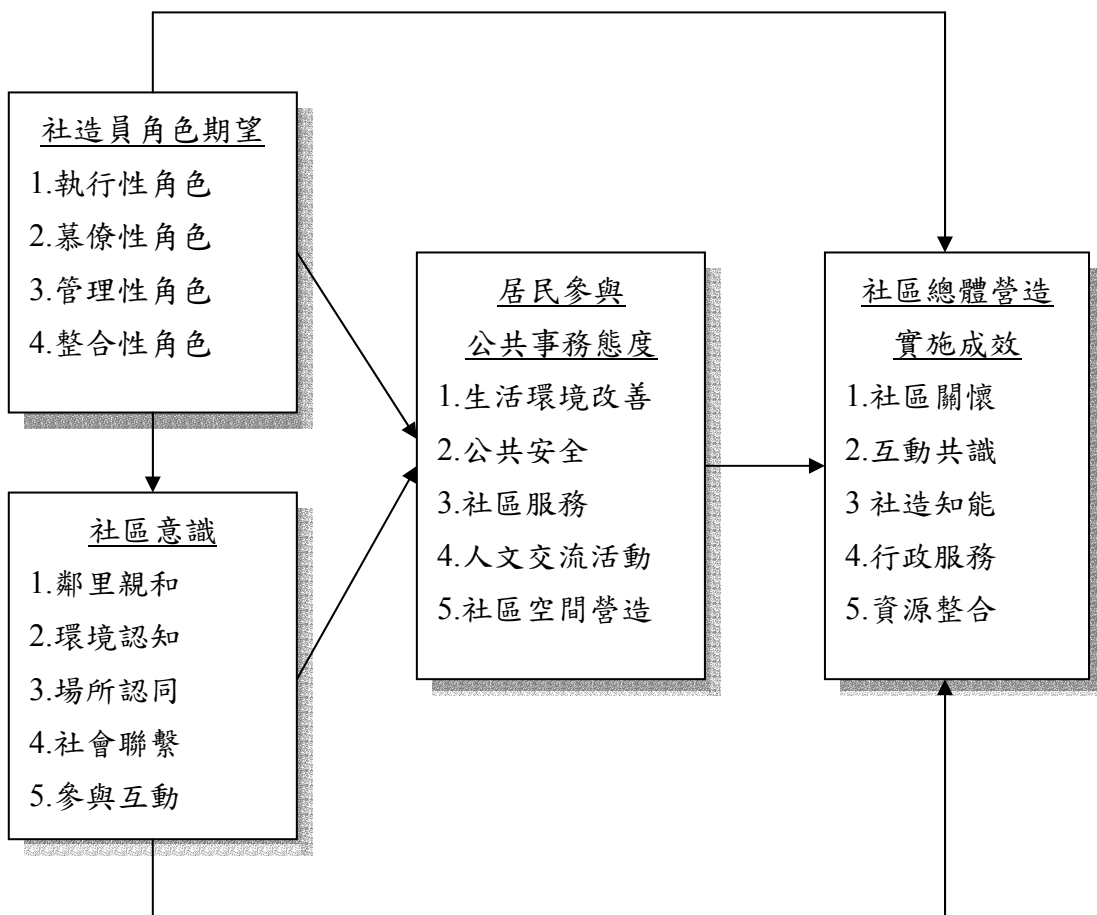 社造員角色期望
1.執行性角色
2.慕僚性角色
3.管理性角色
4.整合性角色
社區意識
1.鄰里親和
2.環境認知
3.場所認同
4.社會聯繫
5.參與互動
居民參與
公共事務態度
1.生活環境改善
2.公共安全
3.社區服務
4.人文交流活動
5.社區空間營造
社區總體營造
實施成效
1.社區關懷
2.互動共識
3 社造知能
4.行政服務
5.資源整合